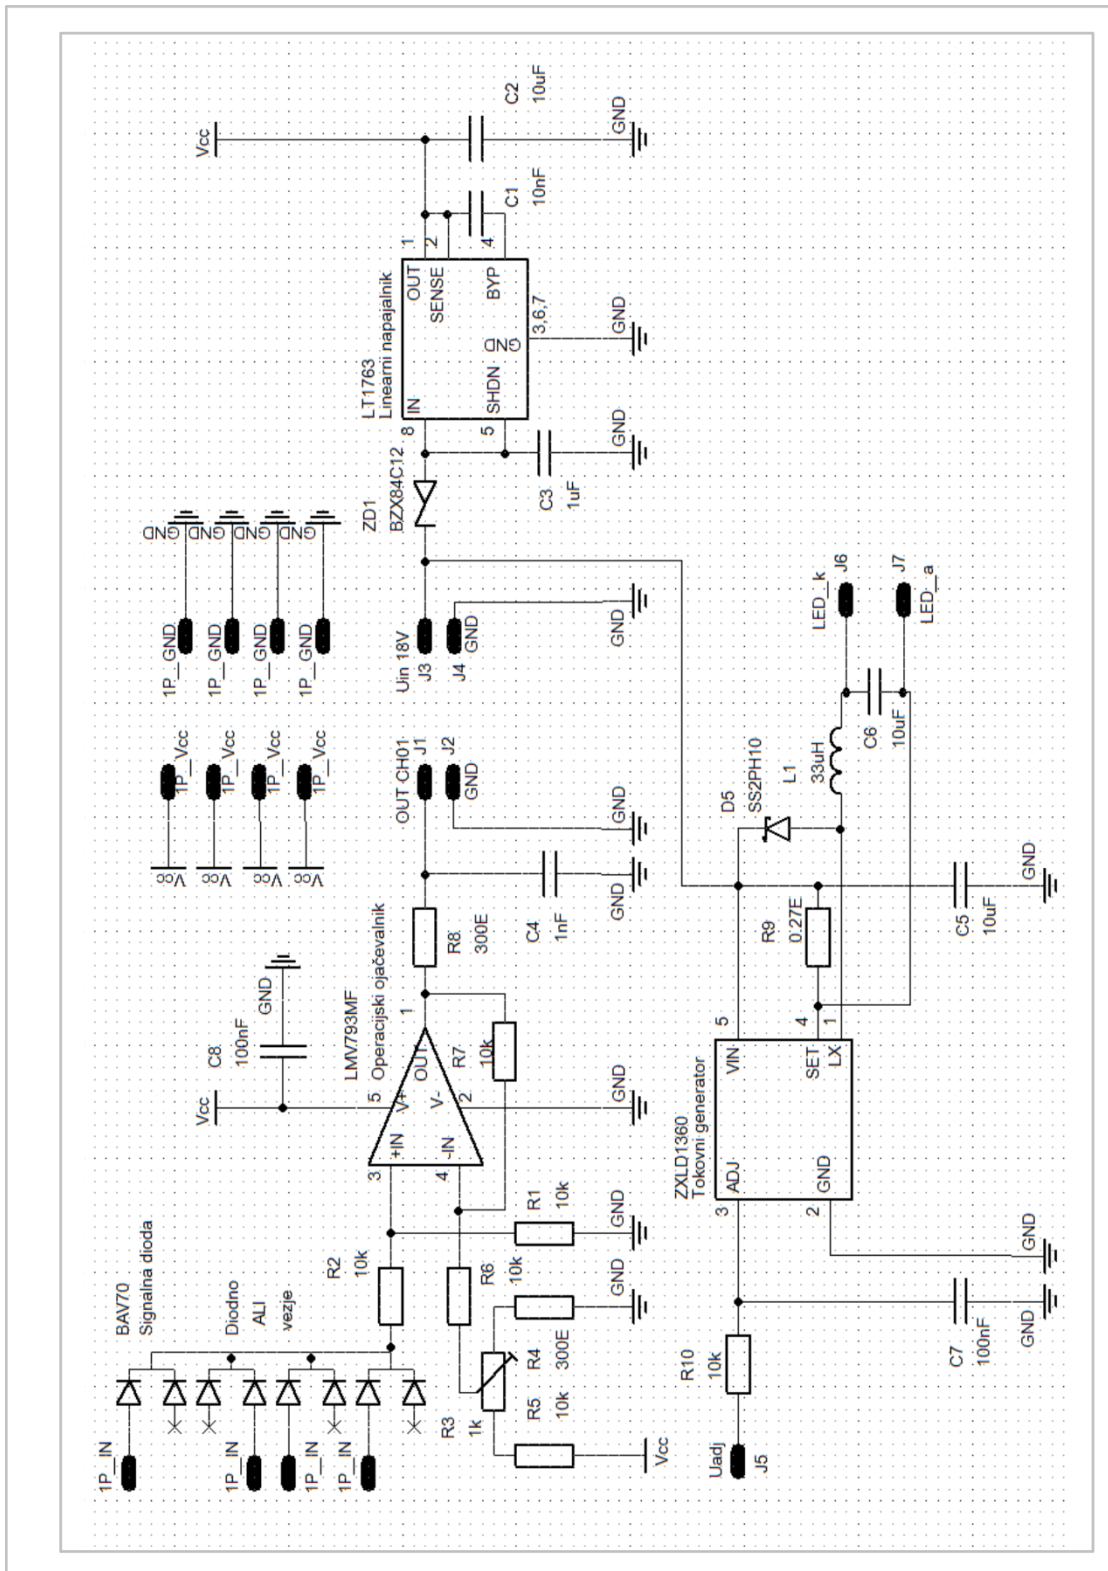 BAV70
Signalna dioda
Diodno
ALI
vezje
1P_IN
1P_IN
1P_IN
1P_IN
R2
10k
R1
10k
GND
R6
10k
R3
1k
R4
300E
GND
R5
10k
Vcc
Vcc
C8
100nF
GND
LMV793MF
Operacijski ojačevalnik
3
+IN
4
-IN
5
V+
V-
2
OUT
1
GND
R7
10k
R8
300E
C4
1nF
GND
OUT CH01
J1
J2
GND
GND
Vcc
Vcc
Vcc
Vcc
1P_Vcc
1P_Vcc
1P_Vcc
1P_Vcc
1P_GND
1P_GND
1P_GND
1P_GND
GND
GND
GND
GND
Uin 18V
J3
J4
GND
GND
ZD1
BZX84C12
C3
1uF
GND
LT1763
Linearni napajalnik
8
IN
5
SHDN
GND
3,6,7
GND
OUT
1
SENSE
2
BYP
4
C1
10nF
C2
10uF
GND
Vcc
Uadj
J5
R10
10k
C7
100nF
GND
GND
ZXLD1360
Tokovni generator
3
ADJ
2
GND
VIN
5
SET
4
LX
1
R9
0.27E
C5
10uF
GND
D5
SS2PH10
L1
33uH
C6
10uF
LED_k
J6
J7
LED_a